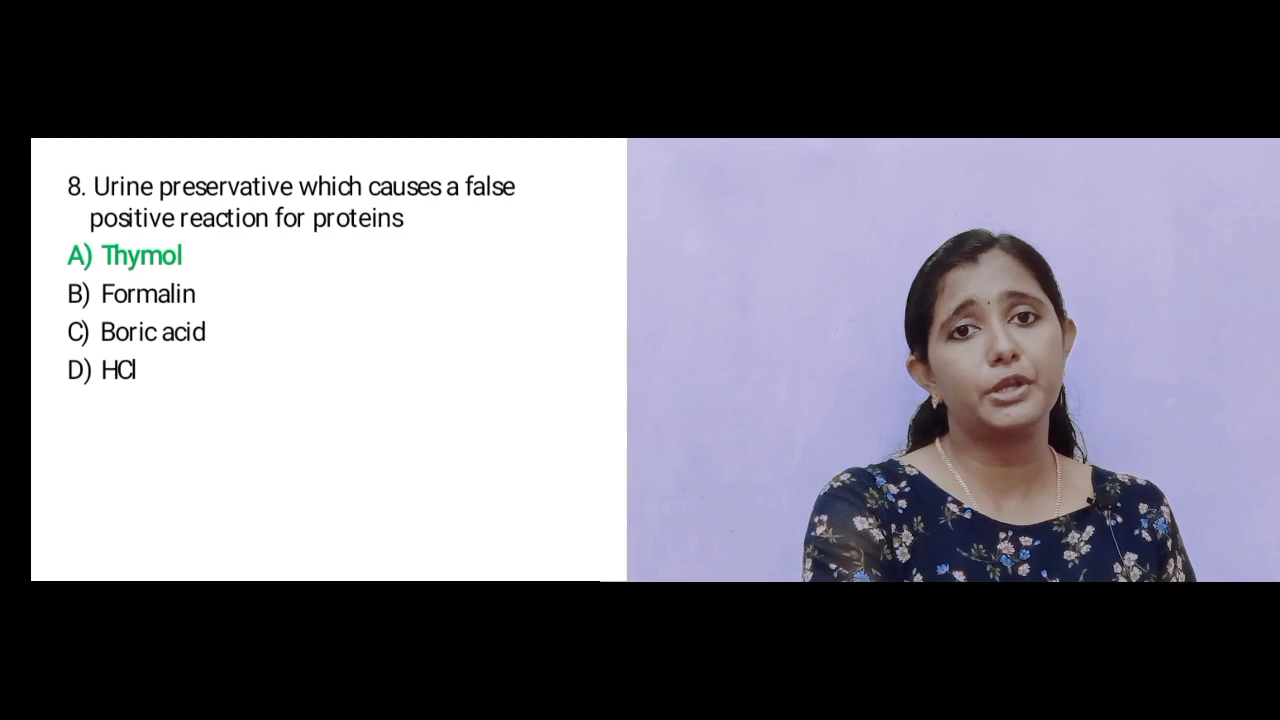 8. Urine preservative which causes a false
positive reaction for proteins
A) Thymol
B) Formalin
C) Boric acid
D) HCl